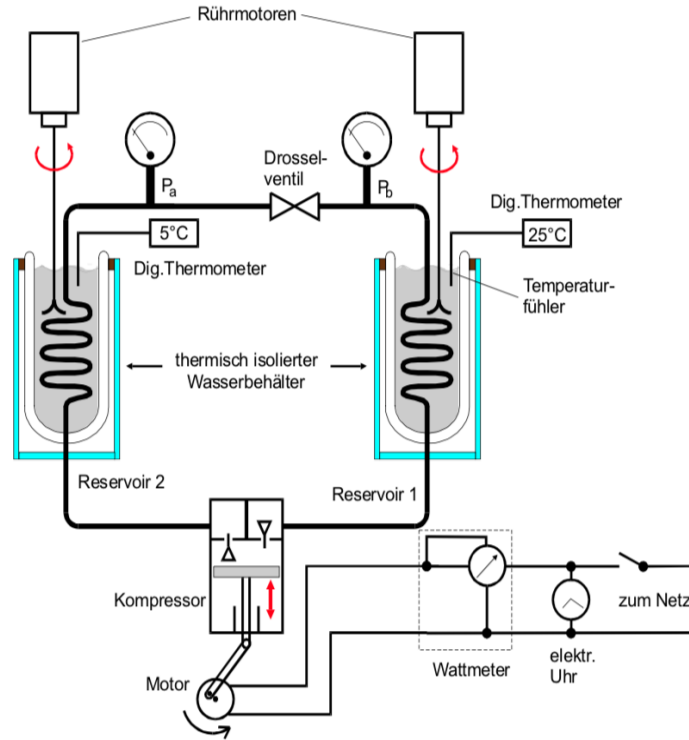 Rührmotoren
Drossel-
ventil
Pa
Pb
Dig.Thermometer
5°C
25°C
Dig.Thermometer
Temperatur-
fühler
thermisch isolierter
Wasserbehälter
Reservoir 2
Reservoir 1
Kompressor
zum Netz
Wattmeter
elektr.
Uhr
Motor